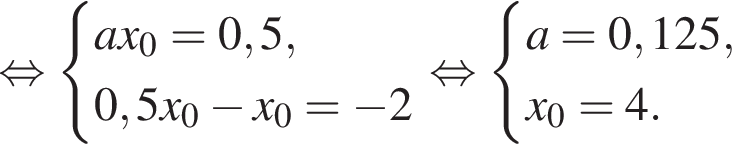 ⇔ { ax₀ = 0,5,
0,5x₀ − x₀ = −2 ⇔ { a = 0,125,
x₀ = 4.